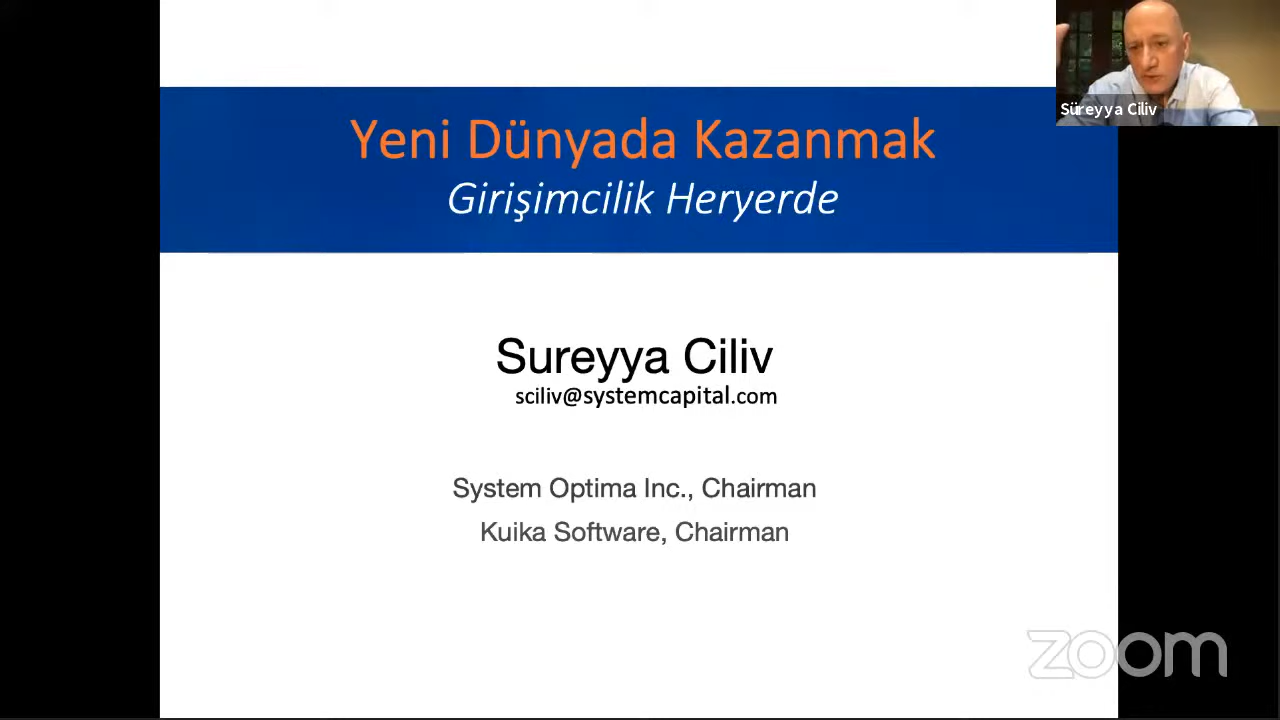 Yeni Dünyada Kazanmak
Girişimcilik Heryerde
Süreyya Ciliv
Sureyya Ciliv
sciliv@systemcapital.com
System Optima Inc., Chairman
Kuika Software, Chairman
zoom